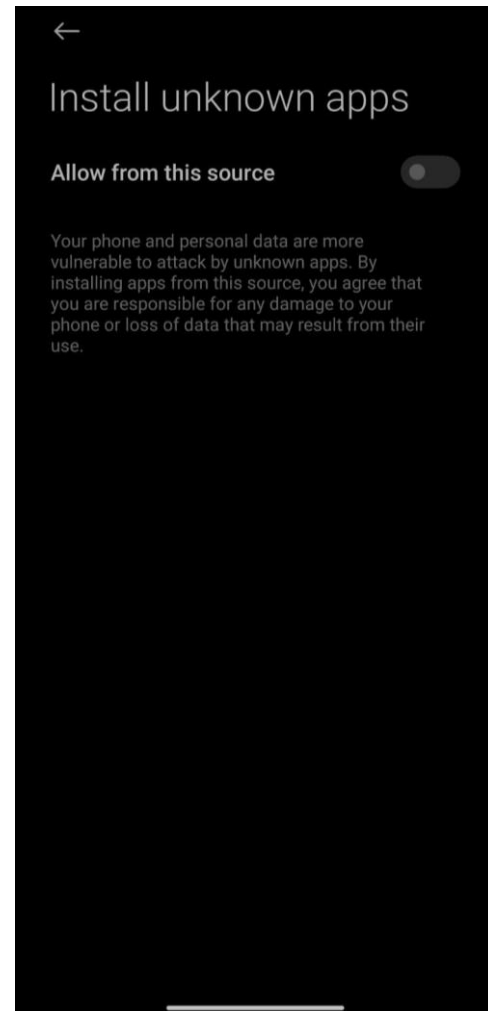 Install unknown apps
Allow from this source
Your phone and personal data are more
vulnerable to attack by unknown apps. By
installing apps from this source, you agree that
you are responsible for any damage to your
phone or loss of data that may result from their
use.